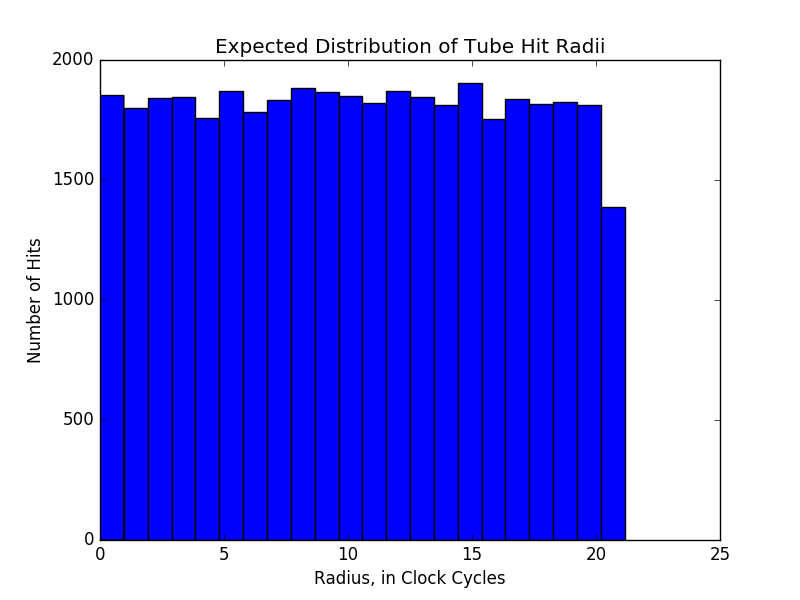 Expected Distribution of Tube Hit Radii
2000
1500
1000
500
0
Number of Hits
0 5 10 15 20 25
Radius, in Clock Cycles